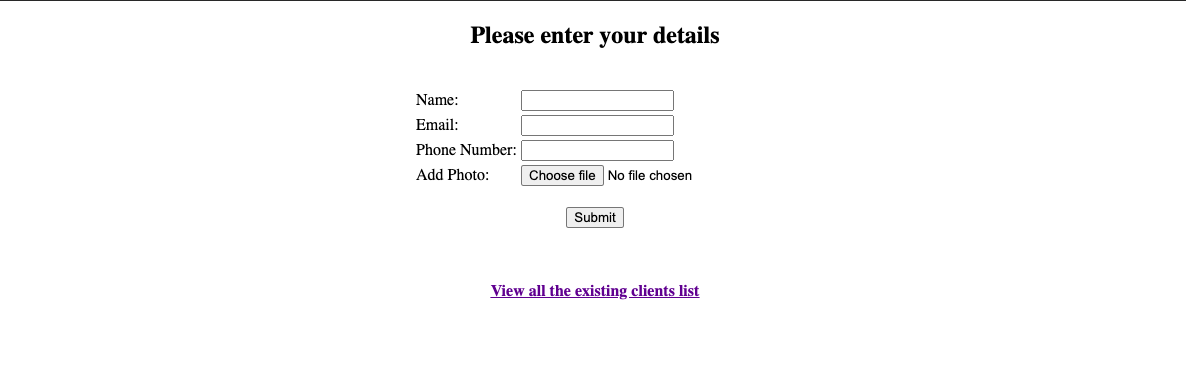 Please enter your details
Name:
Email:
Phone Number:
Add Photo: Choose file No file chosen
Submit
View all the existing clients list